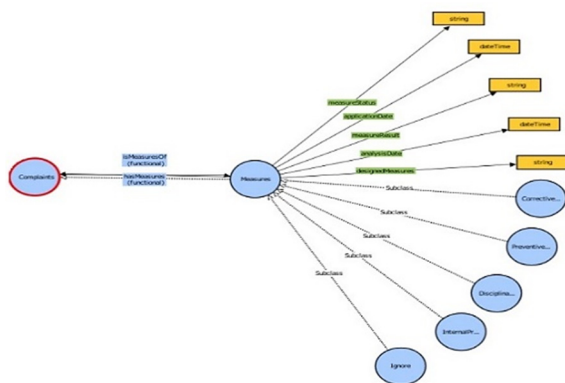 string
dateTime
string
dateTime
string
measureStatus
applicationDate
measureResult
analysisDate
designedMeasures
isMeasuresOf
(functional)
hasMeasures
(functional)
Complaints
Measures
Subclass
Corrective...
Subclass
Preventive...
Subclass
Disciplina...
Subclass
InternalPr...
Subclass
Ignore